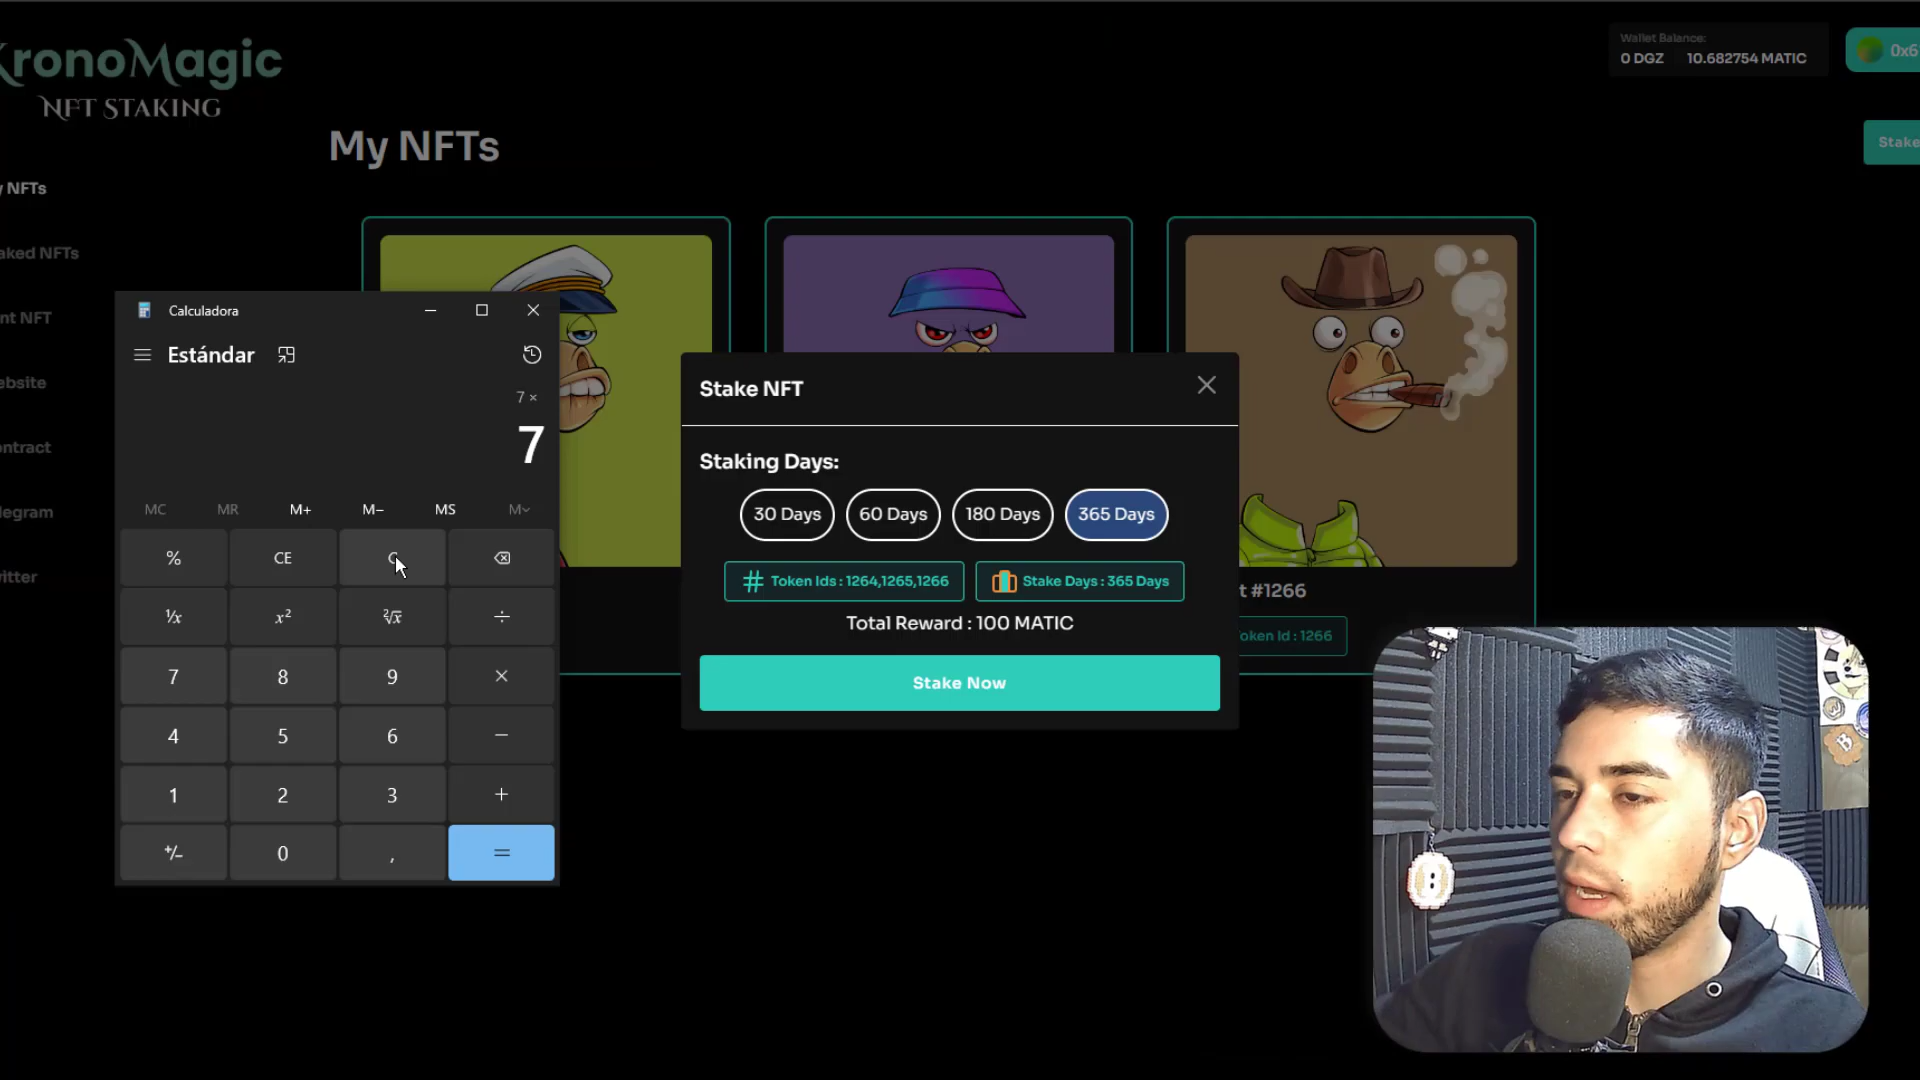 KronoMagic
NFT STAKING
Wallet Balance:
0 DGZ 10.682754 MATIC
0x6
My NFTs
Stake
y NFTs
aked NFTs
nt NFT
ebsite
ontract
legram
witter
Calculadora
Estándar
7 ×
7
MC MR M+ M− MS M˅
% CE C
¹/x x² ²√x ÷
7 8 9 ×
4 5 6 −
1 2 3 +
+/− 0 , =
Stake NFT
Staking Days:
30 Days 60 Days 180 Days 365 Days
Token Ids : 1264,1265,1266 Stake Days : 365 Days
Total Reward : 100 MATIC
Stake Now
t #1266
oken Id : 1266